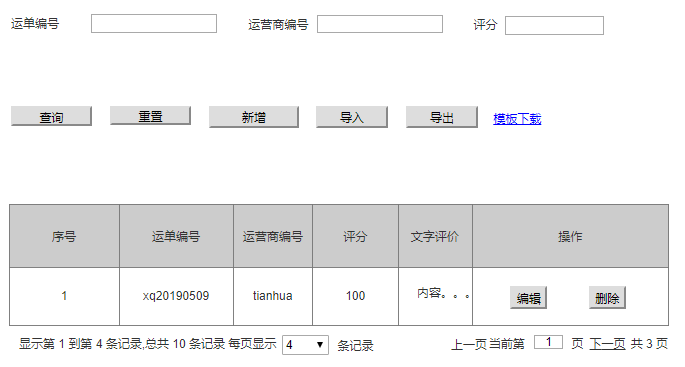 运单编号 运营商编号 评分
查询 重置 新增 导入 导出 模板下载
序号 运单编号 运营商编号 评分 文字评价 操作
1 xq20190509 tianhua 100 内容。。。 编辑 删除
显示第 1 到第 4 条记录,总共 10 条记录 每页显示 4 条记录 上一页 当前第 1 页 下一页 共 3 页